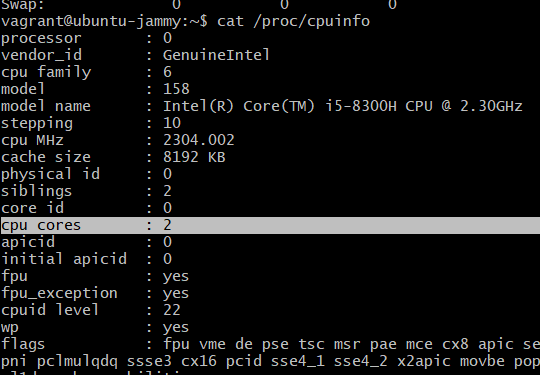 Swap: 0 0 0
vagrant@ubuntu-jammy:~$ cat /proc/cpuinfo
processor : 0
vendor_id : GenuineIntel
cpu family : 6
model : 158
model name : Intel(R) Core(TM) i5-8300H CPU @ 2.30GHz
stepping : 10
cpu MHz : 2304.002
cache size : 8192 KB
physical id : 0
siblings : 2
core id : 0
cpu cores : 2
apicid : 0
initial apicid : 0
fpu : yes
fpu_exception : yes
cpuid level : 22
wp : yes
flags : fpu vme de pse tsc msr pae mce cx8 apic se
pni pclmulqdq ssse3 cx16 pcid sse4_1 sse4_2 x2apic movbe pop